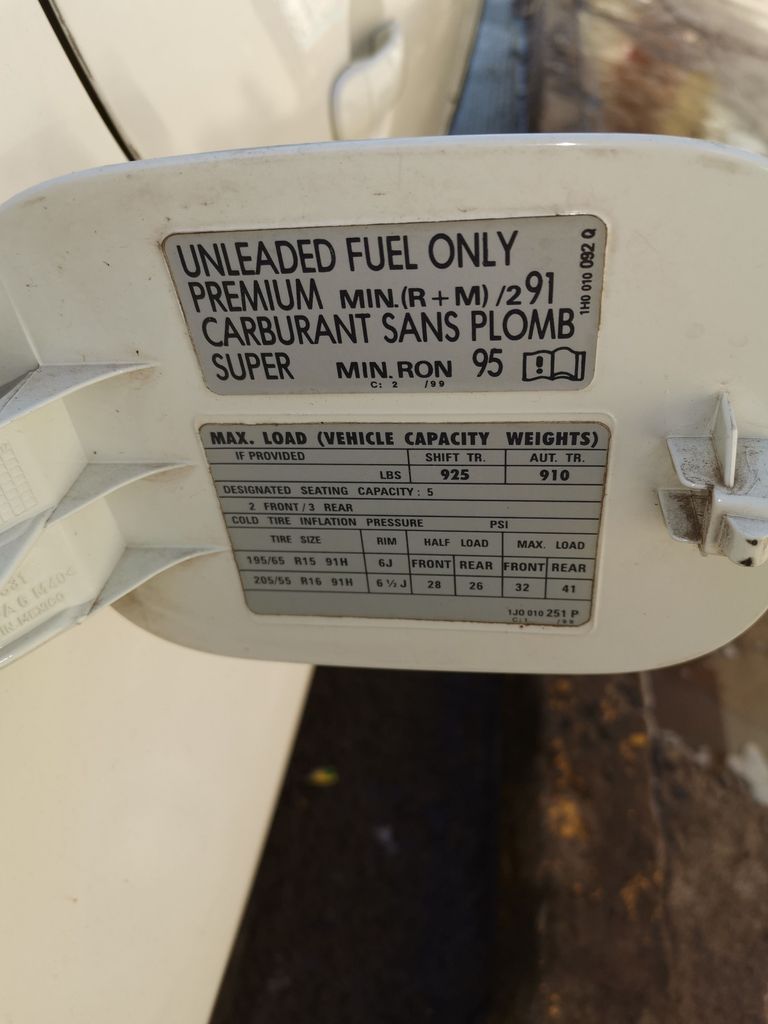 UNLEADED FUEL ONLY
PREMIUM MIN. (R + M) /2 91
CARBURANT SANS PLOMB
SUPER MIN. RON 95
C: 2 /99
1H0 010 092 Q
MAX. LOAD (VEHICLE CAPACITY WEIGHTS)
IF PROVIDED SHIFT TR. AUT. TR.
LBS 925 910
DESIGNATED SEATING CAPACITY : 5
2 FRONT / 3 REAR
COLD TIRE INFLATION PRESSURE PSI
TIRE SIZE RIM HALF LOAD MAX. LOAD
195/65 R15 91H 6J FRONT REAR FRONT REAR
205/55 R16 91H 6 ½ J 28 26 32 41
1J0 010 251 P
C: 1 /99